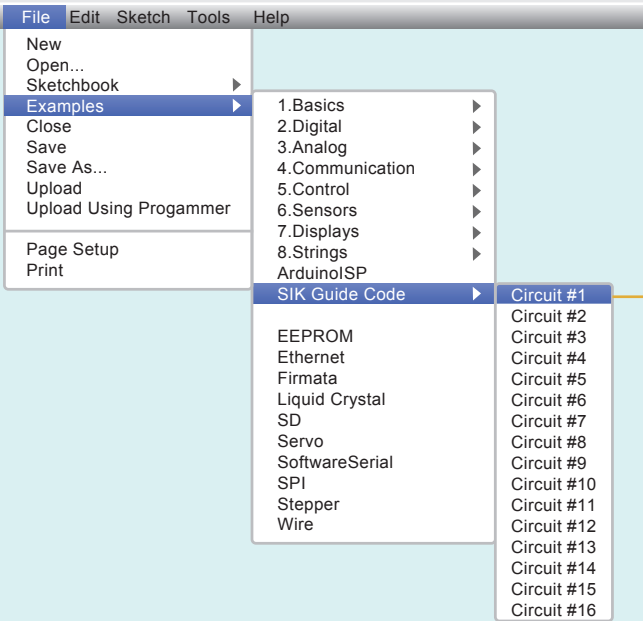 File Edit Sketch Tools Help
New
Open...
Sketchbook
Examples
Close
Save
Save As...
Upload
Upload Using Progammer
Page Setup
Print
1.Basics
2.Digital
3.Analog
4.Communication
5.Control
6.Sensors
7.Displays
8.Strings
ArduinoISP
SIK Guide Code
EEPROM
Ethernet
Firmata
Liquid Crystal
SD
Servo
SoftwareSerial
SPI
Stepper
Wire
Circuit #1
Circuit #2
Circuit #3
Circuit #4
Circuit #5
Circuit #6
Circuit #7
Circuit #8
Circuit #9
Circuit #10
Circuit #11
Circuit #12
Circuit #13
Circuit #14
Circuit #15
Circuit #16